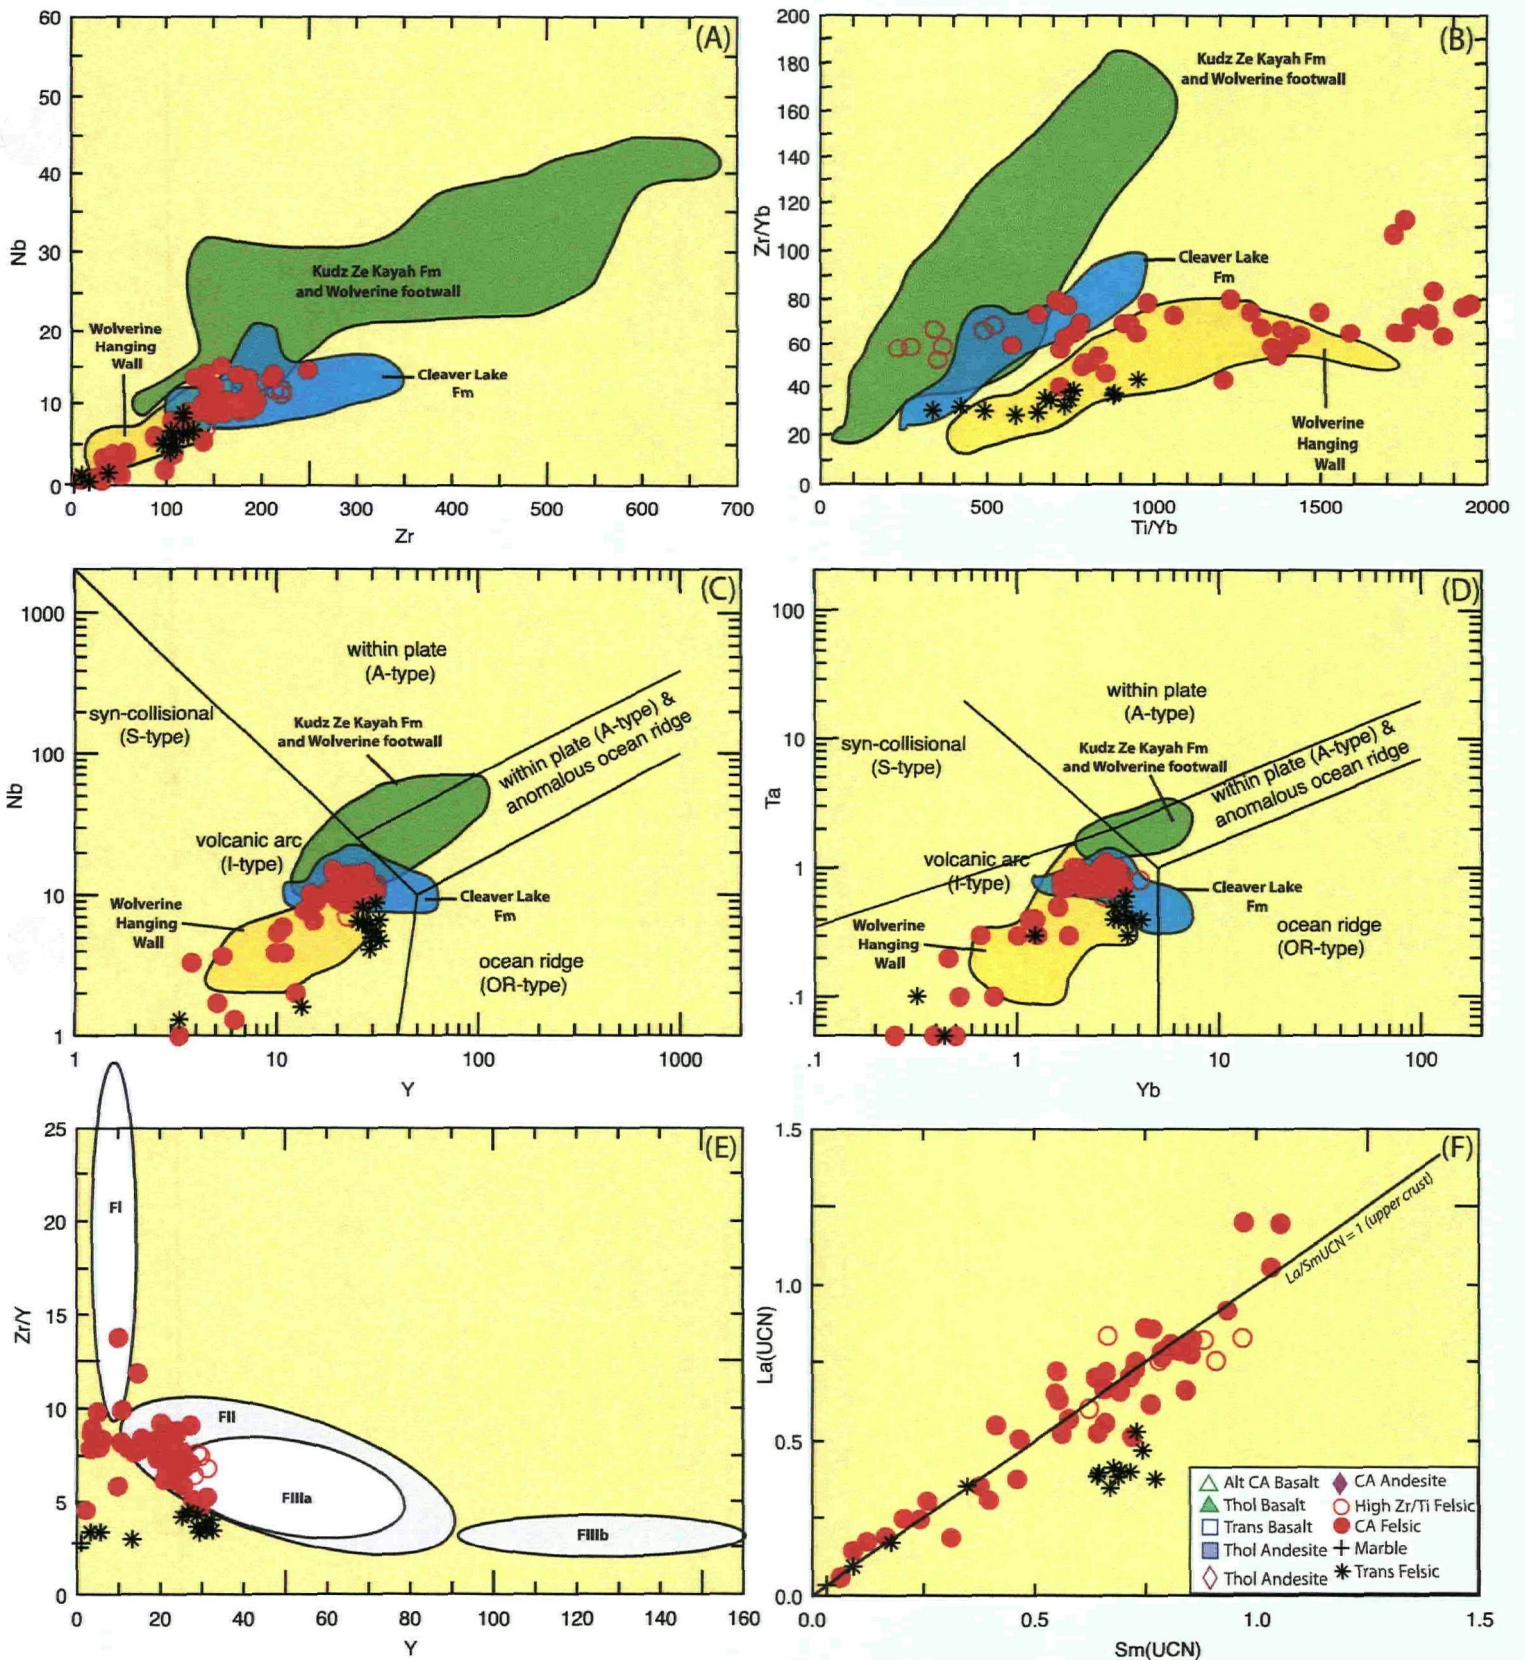 (A)
60
50
40
30
20
10
0
Nb
Kudz Ze Kayah Fm
and Wolverine footwall
Wolverine
Hanging
Wall
Cleaver Lake
Fm
0 100 200 300 400 500 600 700
Zr
(B)
200
180
160
140
120
100
80
60
40
20
0
Zr/Yb
Kudz Ze Kayah Fm
and Wolverine footwall
Cleaver Lake
Fm
Wolverine
Hanging
Wall
0 500 1000 1500 2000
Ti/Yb
(C)
1000
100
10
1
Nb
within plate
(A-type)
syn-collisional
(S-type)
Kudz Ze Kayah Fm
and Wolverine footwall
within plate (A-type) &
anomalous ocean ridge
volcanic arc
(I-type)
Wolverine
Hanging
Wall
Cleaver Lake
Fm
ocean ridge
(OR-type)
1 10 100 1000
Y
(D)
100
10
1
.1
Ta
within plate
(A-type)
syn-collisional
(S-type)
Kudz Ze Kayah Fm
and Wolverine footwall
within plate (A-type) &
anomalous ocean ridge
volcanic arc
(I-type)
Cleaver Lake
Fm
Wolverine
Hanging
Wall
ocean ridge
(OR-type)
.1 1 10 100
Yb
(E)
25
20
15
10
5
0
Zr/Y
FI
FII
FIIIa
FIIIb
0 20 40 60 80 100 120 140 160
Y
(F)
1.5
1.0
0.5
0.0
La(UCN)
La/SmUCN = 1 (upper crust)
Alt CA Basalt
Thol Basalt
Trans Basalt
Thol Andesite
Thol Andesite
CA Andesite
High Zr/Ti Felsic
CA Felsic
Marble
Trans Felsic
0.0 0.5 1.0 1.5
Sm(UCN)